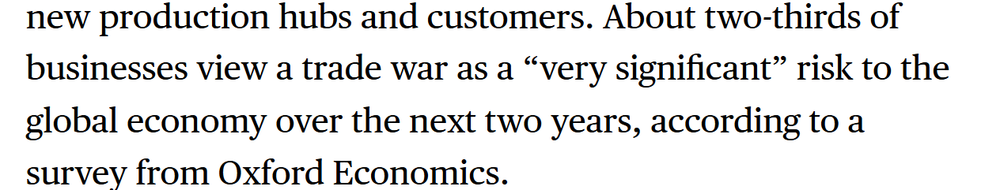 new production hubs and customers. About two-thirds of
businesses view a trade war as a “very significant” risk to the
global economy over the next two years, according to a
survey from Oxford Economics.